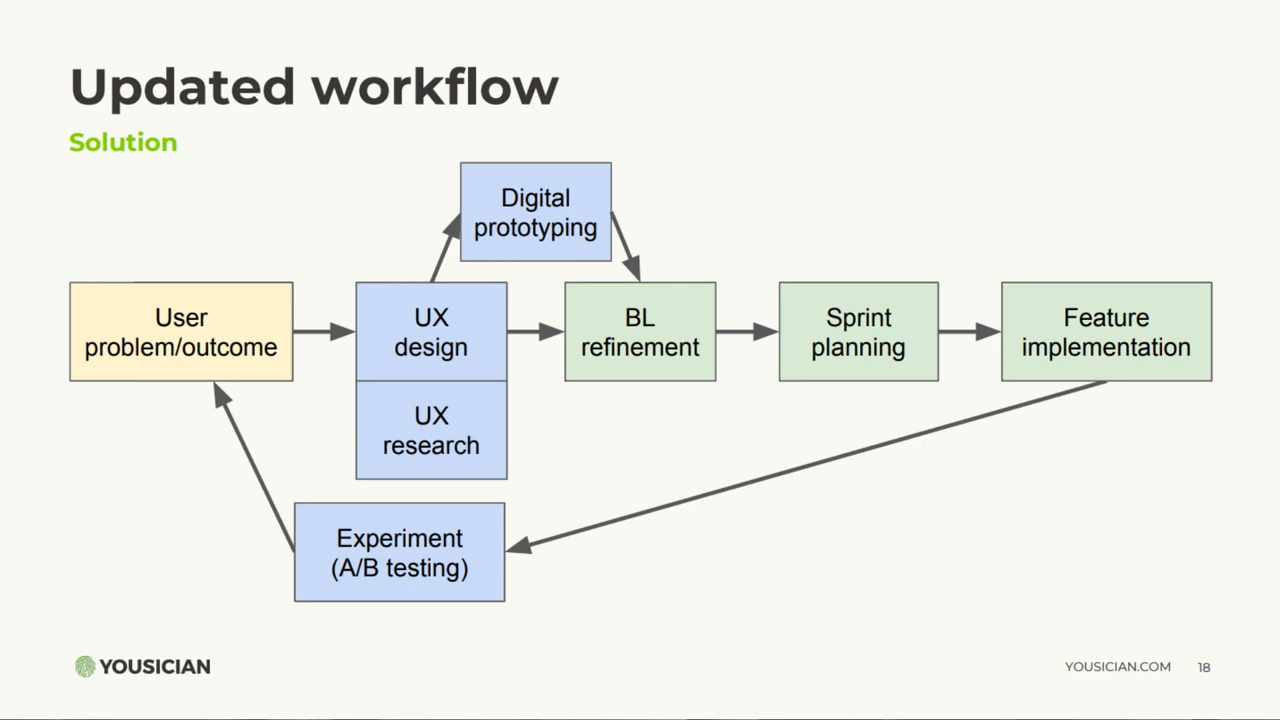 Updated workflow
Solution
Digital
prototyping
User
problem/outcome
UX
design
BL
refinement
Sprint
planning
Feature
implementation
UX
research
Experiment
(A/B testing)
YOUSICIAN
YOUSICIAN.COM 18